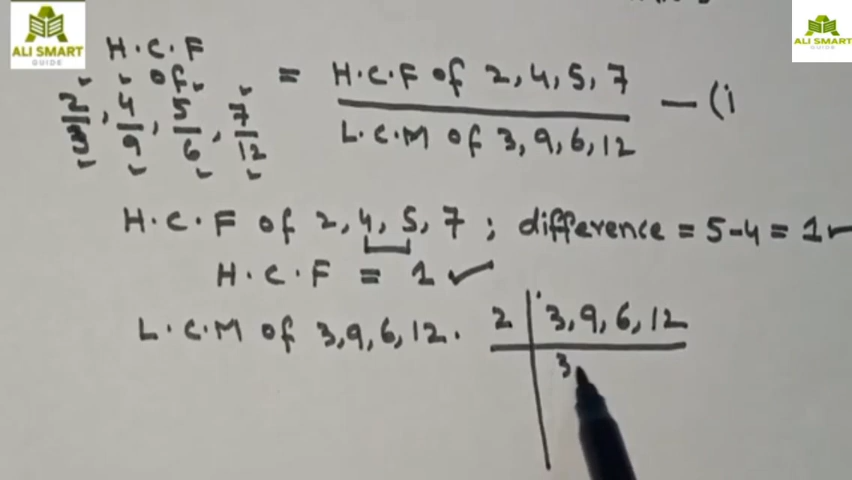 ALI SMART
GUIDE
ALI SMART
GUIDE
H.C.F of 2/3, 4/9, 5/6, 7/12 = H.C.F of 2,4,5,7 / L.C.M of 3,9,6,12 — (i
H.C.F of 2,4,5,7 ; difference = 5-4 = 1 ✓
H.C.F = 1 ✓
L.C.M of 3,9,6,12. 2 | 3,9,6,12
3,